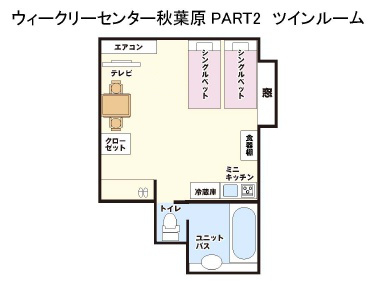 ウィークリーセンター秋葉原 PART2 ツインルーム
エアコン
テレビ
シングルベット
シングルベット
窓
クロー
ゼット
食器棚
ミニ
キッチン
冷蔵庫
トイレ
ユニット
バス